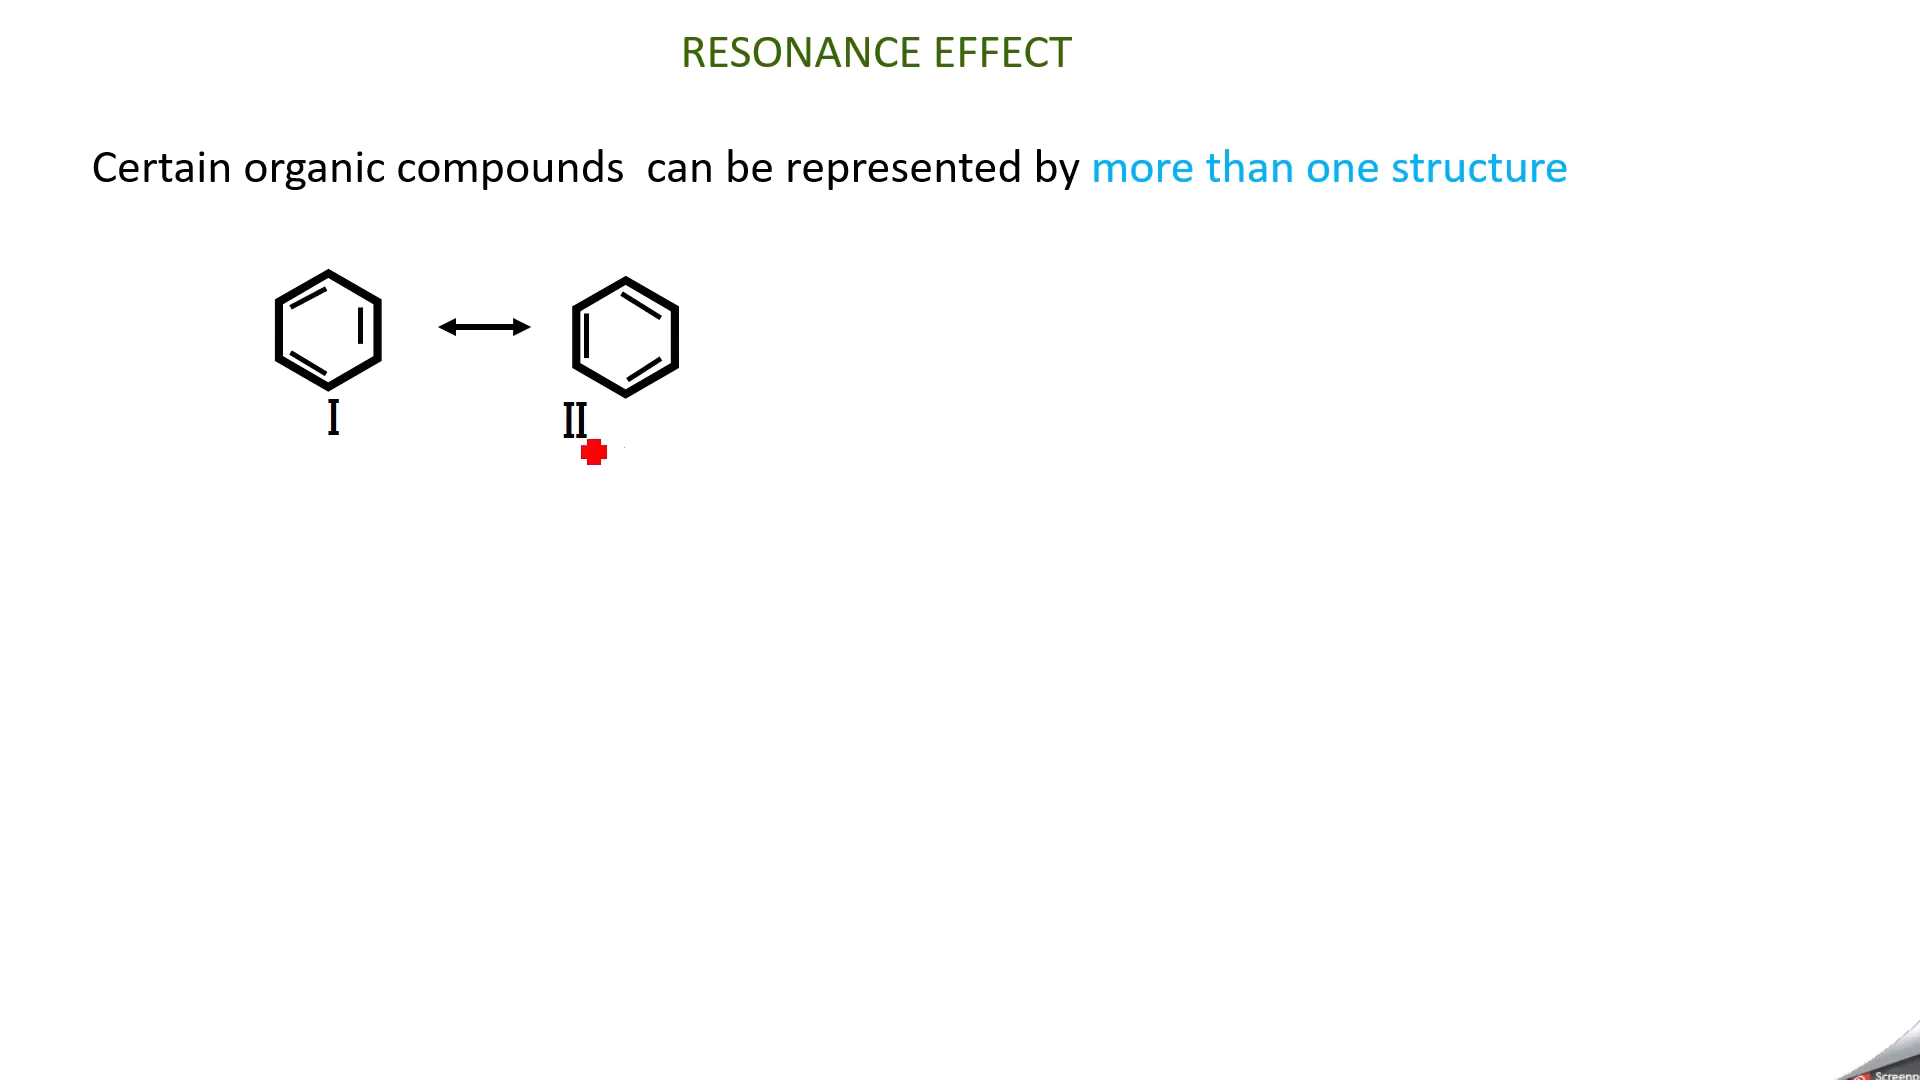 RESONANCE EFFECT
Certain organic compounds can be represented by more than one structure
I II